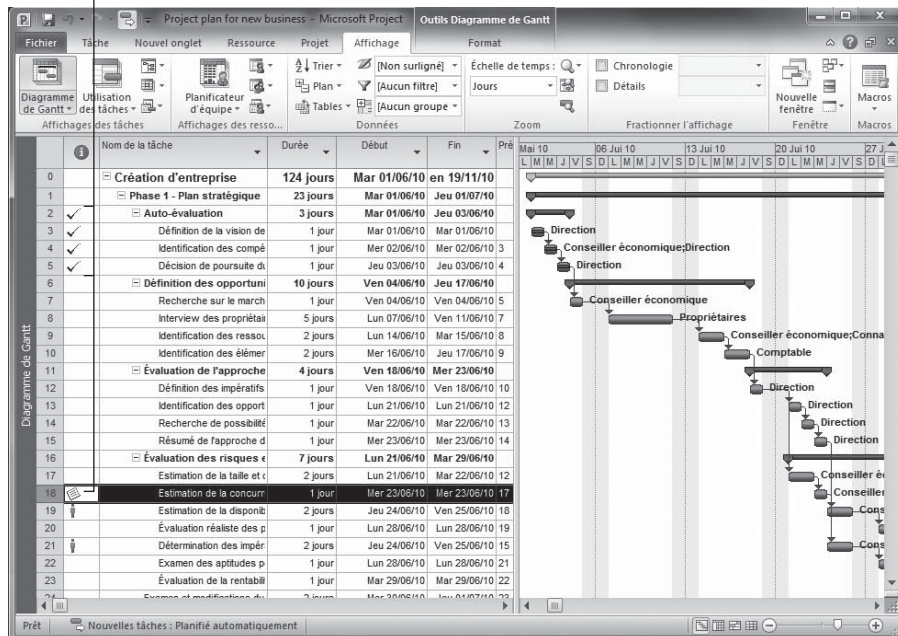 Project plan for new business - Microsoft Project
Outils Diagramme de Gantt
Fichier Tâche Nouvel onglet Ressource Projet Affichage Format
Diagramme de Gantt
Utilisation des tâches
Affichages des tâches
Planificateur d'équipe
Affichages des resso...
Trier
Plan
Tables
[Non surligné]
[Aucun filtre]
[Aucun groupe
Données
Échelle de temps :
Jours
Zoom
Chronologie
Détails
Fractionner l'affichage
Nouvelle fenêtre
Fenêtre
Macros
Macros
Nom de la tâche Durée Début Fin Pré
Mai 10 06 Jui 10 13 Jui 10 20 Jui 10 27 J
L M M J V S D L M M J V S D L M M J V S D L M M J V S D L
0 Création d'entreprise 124 jours Mar 01/06/10 en 19/11/10
1 Phase 1 - Plan stratégique 23 jours Mar 01/06/10 Jeu 01/07/10
2 Auto-évaluation 3 jours Mar 01/06/10 Jeu 03/06/10
3 Définition de la vision de 1 jour Mar 01/06/10 Mar 01/06/10 Direction
4 Identification des compé 1 jour Mer 02/06/10 Mer 02/06/10 3 Conseiller économique;Direction
5 Décision de poursuite du 1 jour Jeu 03/06/10 Jeu 03/06/10 4 Direction
6 Définition des opportuni 10 jours Ven 04/06/10 Jeu 17/06/10
7 Recherche sur le march 1 jour Ven 04/06/10 Ven 04/06/10 5 Conseiller économique
8 Interview des propriétai 5 jours Lun 07/06/10 Ven 11/06/10 7 Propriétaires
9 Identification des ressou 2 jours Lun 14/06/10 Mar 15/06/10 8 Conseiller économique;Conna
10 Identification des élémer 2 jours Mer 16/06/10 Jeu 17/06/10 9 Comptable
11 Évaluation de l'approche 4 jours Ven 18/06/10 Mer 23/06/10
12 Définition des impératifs 1 jour Ven 18/06/10 Ven 18/06/10 10 Direction
13 Identification des opport 1 jour Lun 21/06/10 Lun 21/06/10 12 Direction
14 Recherche de possibilité 1 jour Mar 22/06/10 Mar 22/06/10 13 Direction
15 Résumé de l'approche d 1 jour Mer 23/06/10 Mer 23/06/10 14 Direction
16 Évaluation des risques e 7 jours Lun 21/06/10 Mar 29/06/10
17 Estimation de la taille et c 2 jours Lun 21/06/10 Mar 22/06/10 12 Conseiller éc
18 Estimation de la concurr 1 jour Mer 23/06/10 Mer 23/06/10 17 Conseiller
19 Estimation de la disponib 2 jours Jeu 24/06/10 Ven 25/06/10 18 Cons
20 Évaluation réaliste des p 1 jour Lun 28/06/10 Lun 28/06/10 19
21 Détermination des impér 2 jours Jeu 24/06/10 Ven 25/06/10 15 Cons
22 Examen des aptitudes p 1 jour Lun 28/06/10 Lun 28/06/10 21
23 Évaluation de la rentabili 1 jour Mar 29/06/10 Mar 29/06/10 22
24 Examen et modifications du 2 jours Mer 30/06/10 Jeu 01/07/10 23
Diagramme de Gantt
Prêt Nouvelles tâches : Planifié automatiquement